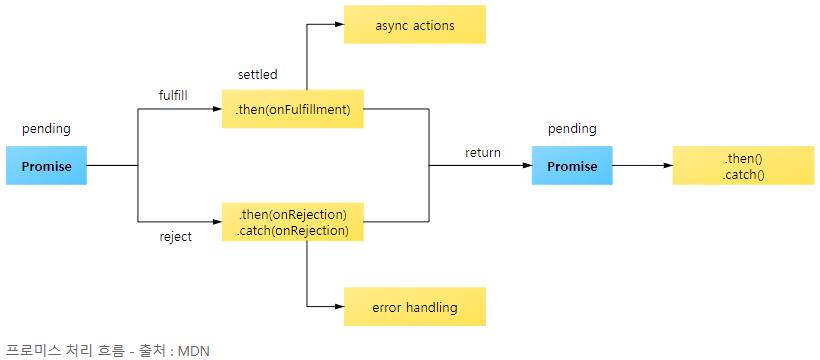 async actions
settled
fulfill
.then(onFulfillment)
pending
Promise
return
pending
Promise
.then()
.catch()
.then(onRejection)
.catch(onRejection)
reject
error handling
프로미스 처리 흐름 - 출처 : MDN